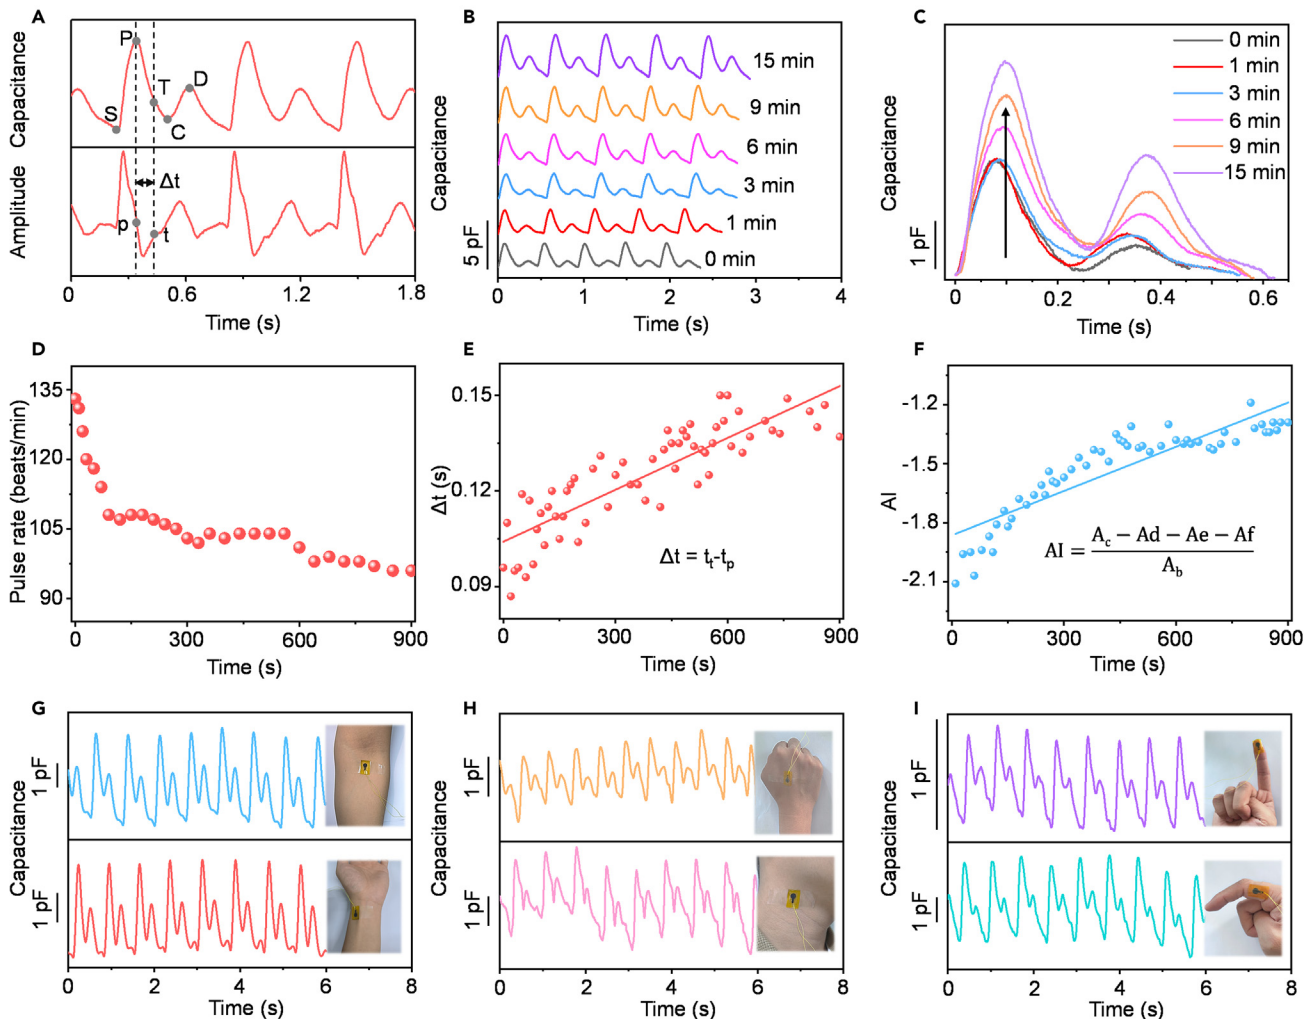 A
Capacitance
P
T
D
S
C
Amplitude
Δt
p
t
0
0.6
1.2
1.8
Time (s)
B
Capacitance
15 min
9 min
6 min
3 min
1 min
0 min
5 pF
0
1
2
3
4
Time (s)
C
Capacitance
0 min
1 min
3 min
6 min
9 min
15 min
1 pF
0
0.2
0.4
0.6
Time (s)
D
Pulse rate (beats/min)
135
120
105
90
0
300
600
900
Time (s)
E
Δt (s)
0.15
0.12
0.09
Δt = tₜ-tₚ
0
300
600
900
Time (s)
F
AI
-1.2
-1.5
-1.8
-2.1
AI = (A_c − Ad − Ae − Af)/A_b
0
300
600
900
Time (s)
G
Capacitance
1 pF
Capacitance
1 pF
0
2
4
6
8
Time (s)
H
Capacitance
1 pF
Capacitance
1 pF
0
2
4
6
8
Time (s)
I
Capacitance
1 pF
Capacitance
1 pF
0
2
4
6
8
Time (s)